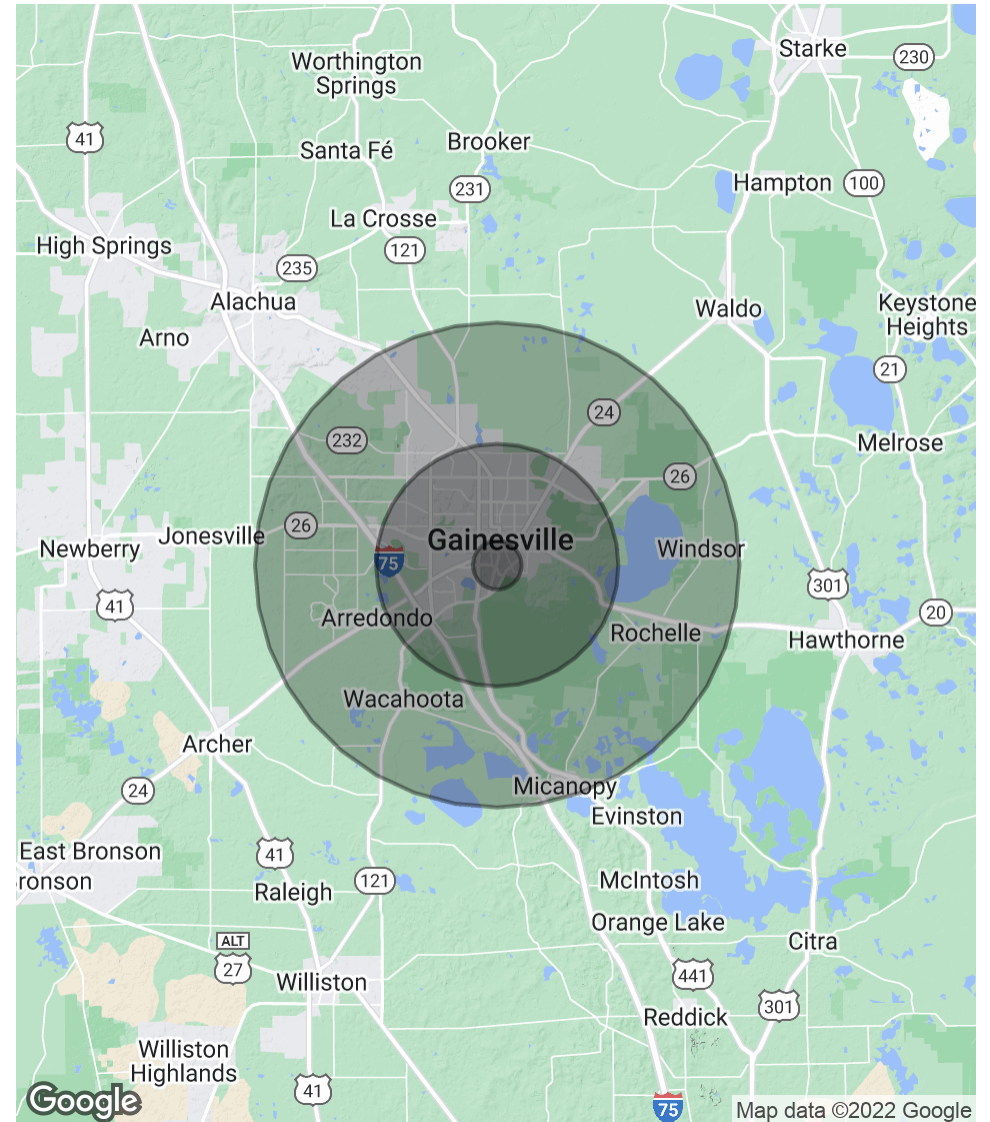 Starke
230
Worthington
Springs
41
Brooker
Santa Fé
Hampton
100
231
La Crosse
High Springs
121
235
Alachua
Waldo
Keystone
Heights
Arno
21
24
232
Melrose
26
26
Jonesville
Gainesville
Newberry
Windsor
75
301
41
20
Arredondo
Rochelle
Hawthorne
Wacahoota
Archer
Micanopy
24
Evinston
East Bronson
41
ronson
121
McIntosh
Raleigh
Orange Lake
ALT
27
Citra
Williston
441
301
Reddick
Williston
Highlands
41
Google
75
Map data ©2022 Google